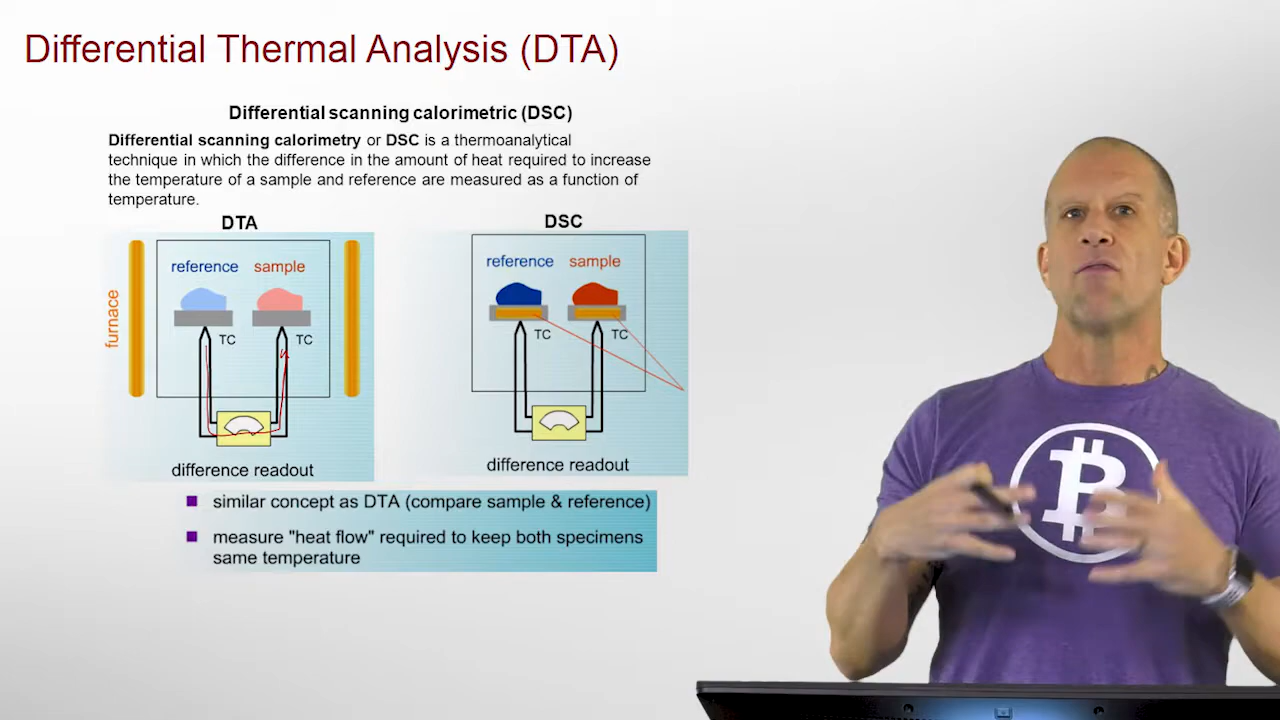 Differential Thermal Analysis (DTA)
Differential scanning calorimetric (DSC)
Differential scanning calorimetry or DSC is a thermoanalytical
technique in which the difference in the amount of heat required to increase
the temperature of a sample and reference are measured as a function of
temperature.
DTA
reference sample
furnace
TC TC
difference readout
DSC
reference sample
TC TC
difference readout
similar concept as DTA (compare sample & reference)
measure "heat flow" required to keep both specimens
same temperature